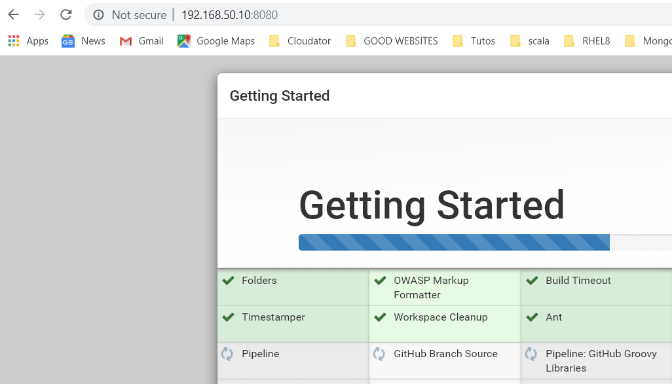 Not secure | 192.168.50.10:8080
Apps News Gmail Google Maps Cloudator GOOD WEBSITES Tutos scala RHEL8 Mongo
Getting Started
Getting Started
Folders OWASP Markup Formatter Build Timeout
Timestamper Workspace Cleanup Ant
Pipeline GitHub Branch Source Pipeline: GitHub Groovy Libraries